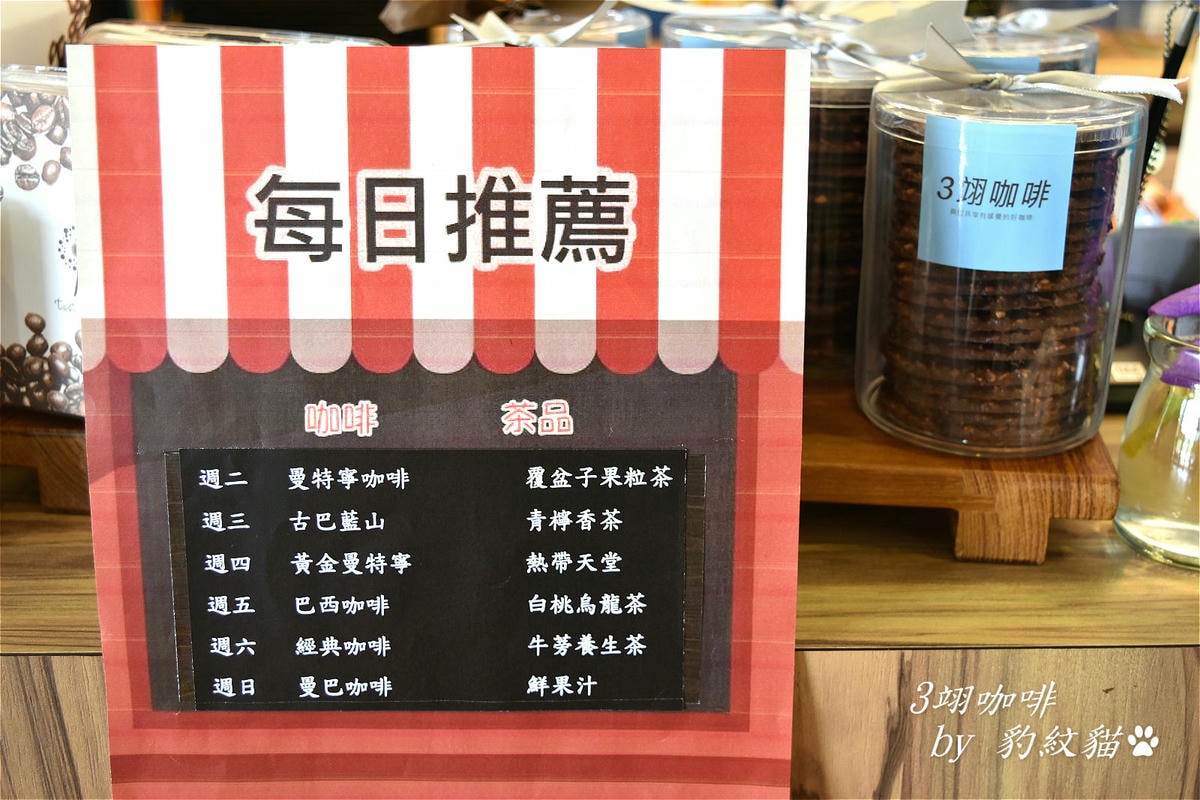 每日推薦
咖啡 茶品
週二 曼特寧咖啡 覆盆子果粒茶
週三 古巴藍山 青檸香茶
週四 黃金曼特寧 熱帶天堂
週五 巴西咖啡 白桃烏龍茶
週六 經典咖啡 牛蒡養生茶
週日 曼巴咖啡 鮮果汁
3翊咖啡
3翊咖啡
by 豹紋貓